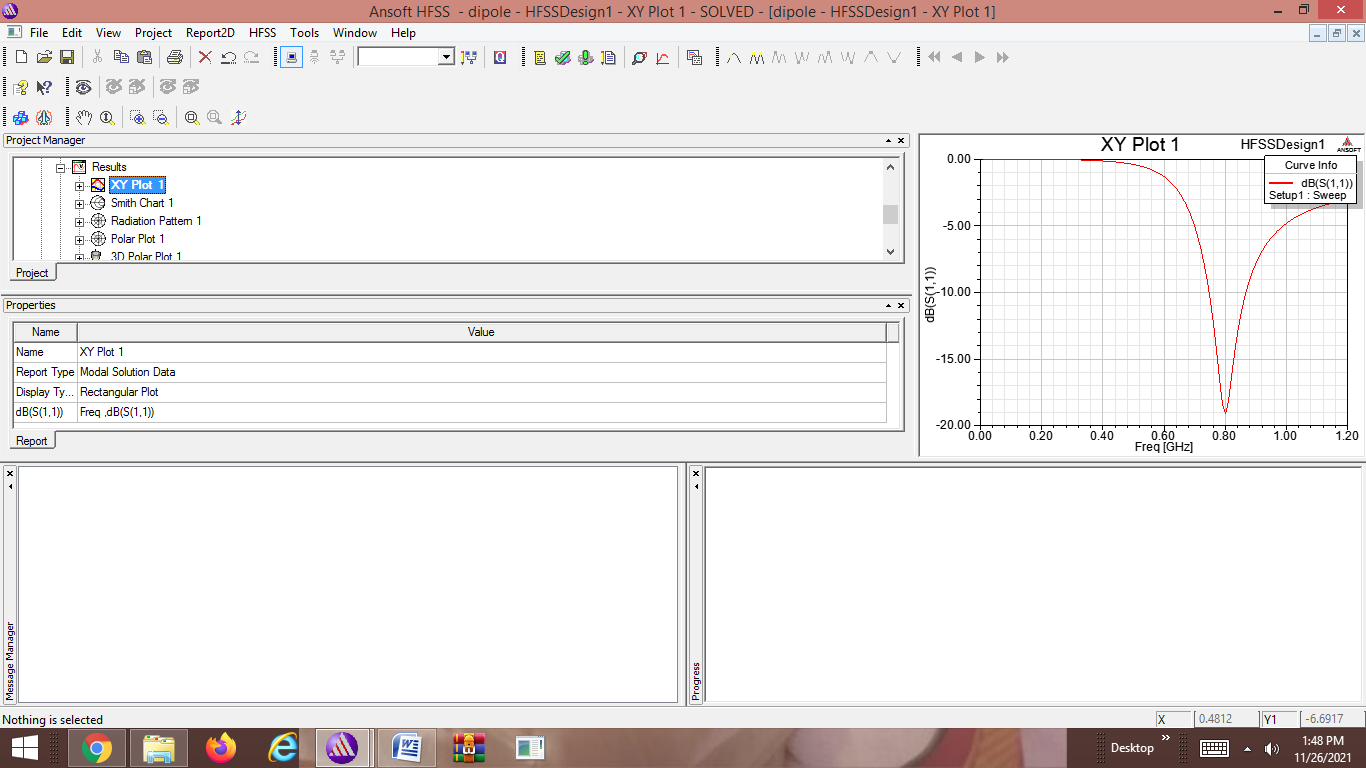 Ansoft HFSS - dipole - HFSSDesign1 - XY Plot 1 - SOLVED - [dipole - HFSSDesign1 - XY Plot 1]
File Edit View Project Report2D HFSS Tools Window Help
Project Manager
Results
XY Plot 1
Smith Chart 1
Radiation Pattern 1
Polar Plot 1
3D Polar Plot 1
Project
Properties
Name Value
Name XY Plot 1
Report Type Modal Solution Data
Display Ty... Rectangular Plot
dB(S(1,1)) Freq ,dB(S(1,1))
Report
XY Plot 1
HFSSDesign1
ANSOFT
Curve Info
dB(S(1,1))
Setup1 : Sweep
0.00
-5.00
-10.00
-15.00
-20.00
dB(S(1,1))
0.00 0.20 0.40 0.60 0.80 1.00 1.20
Freq [GHz]
Message Manager
Progress
Nothing is selected
X 0.4812 Y1 -6.6917
Desktop
1:48 PM
11/26/2021